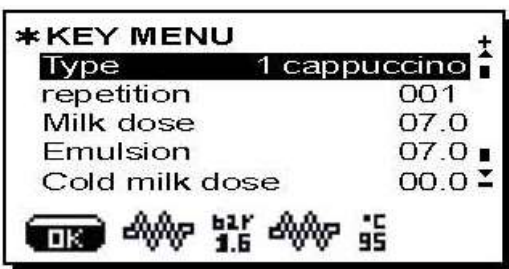 *KEY MENU
Type 1 cappuccino
repetition 001
Milk dose 07.0
Emulsion 07.0
Cold milk dose 00.0
OK bar 1.6 °C 95